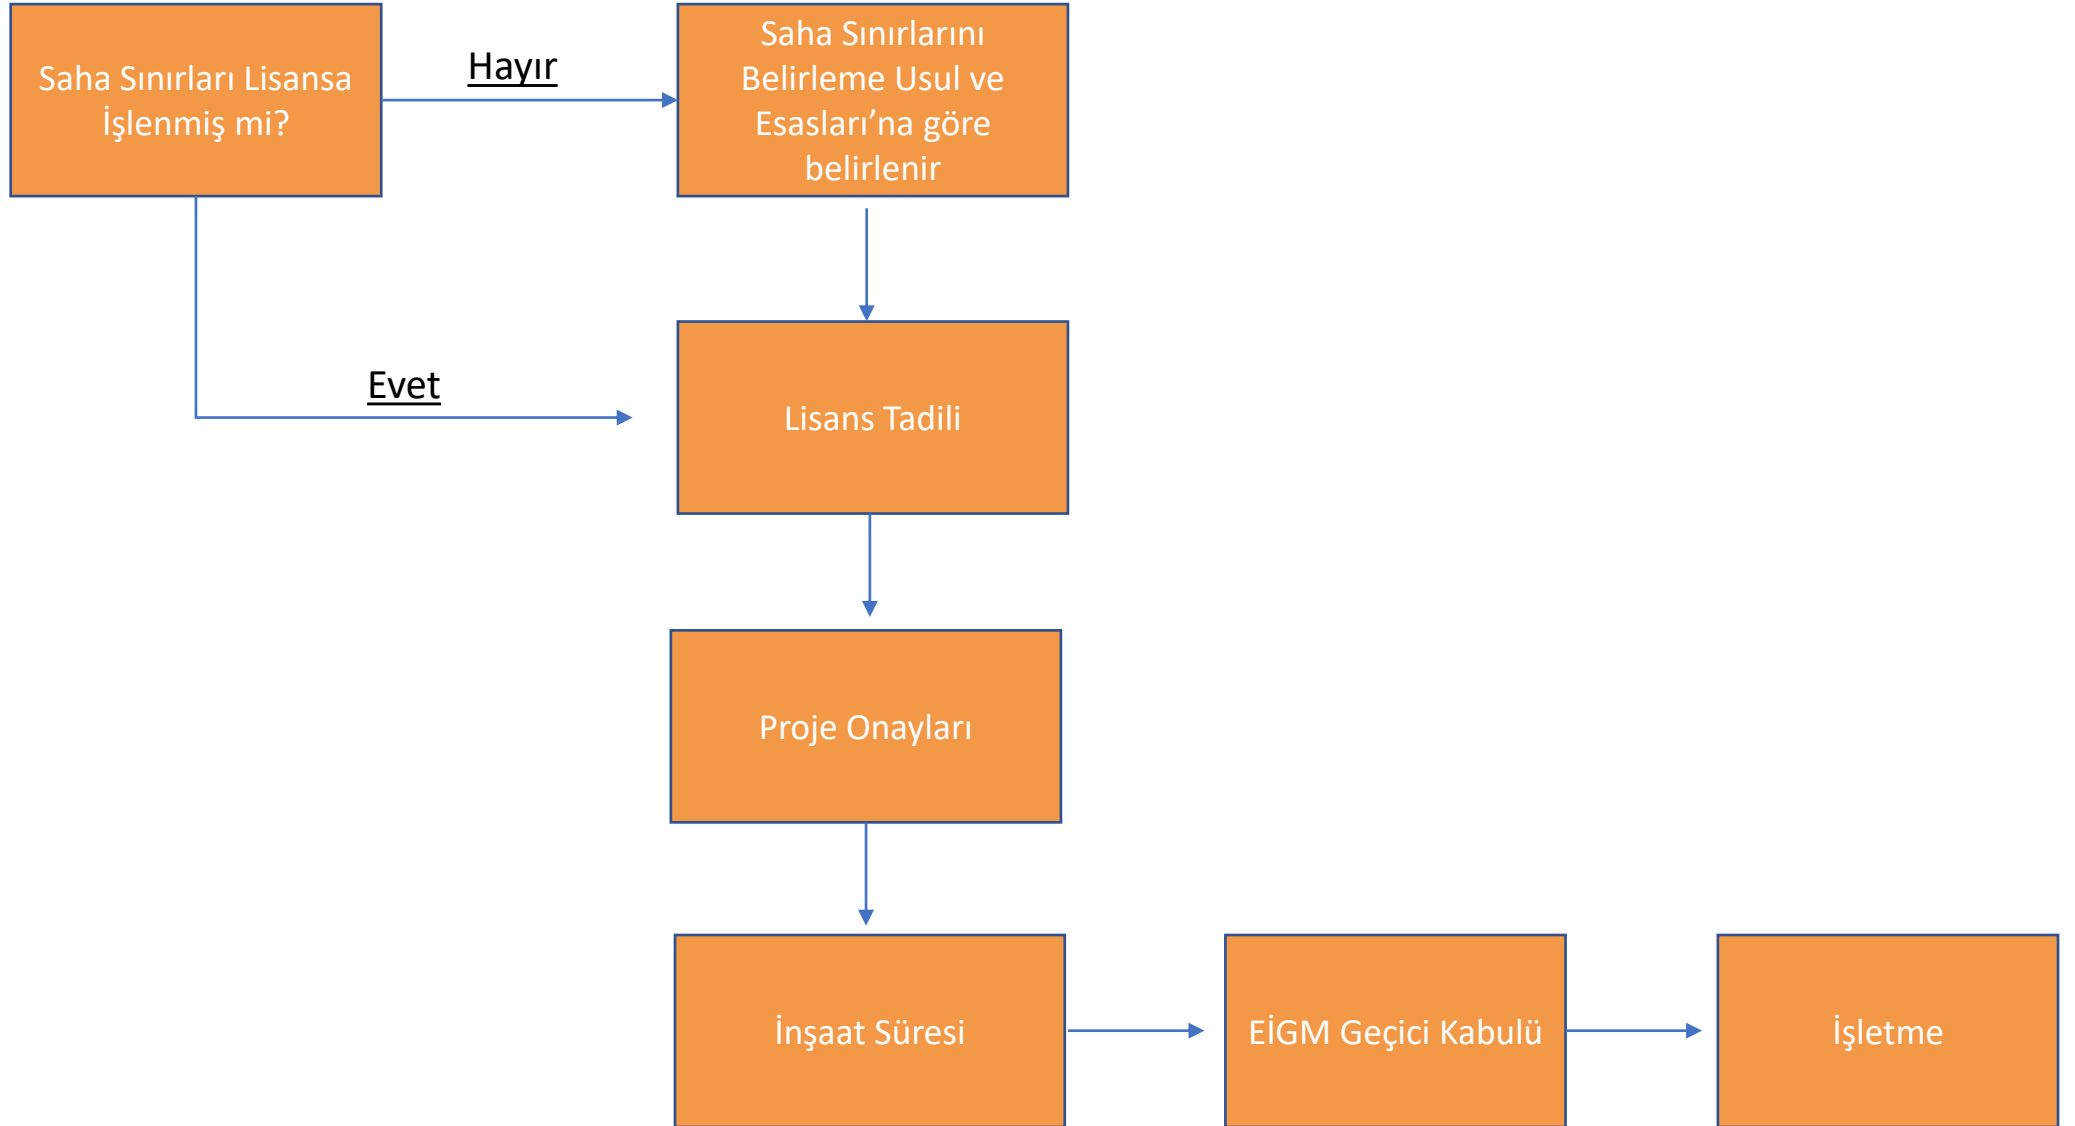 Saha Sınırları Lisansa
İşlenmiş mi?
Hayır
Saha Sınırlarını
Belirleme Usul ve
Esasları’na göre
belirlenir
Evet
Lisans Tadili
Proje Onayları
İnşaat Süresi
EİGM Geçici Kabulü
İşletme